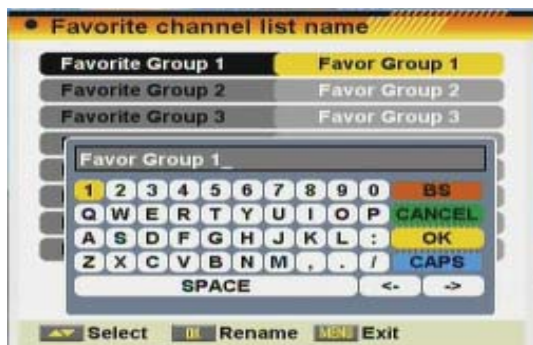 Favorite channel list name
Favorite Group 1 Favor Group 1
Favorite Group 2 Favor Group 2
Favorite Group 3 Favor Group 3
Favor Group 1_
1 2 3 4 5 6 7 8 9 0 BS
Q W E R T Y U I O P CANCEL
A S D F G H J K L : OK
Z X C V B N M , . / CAPS
SPACE <- ->
Select OK Rename MENU Exit